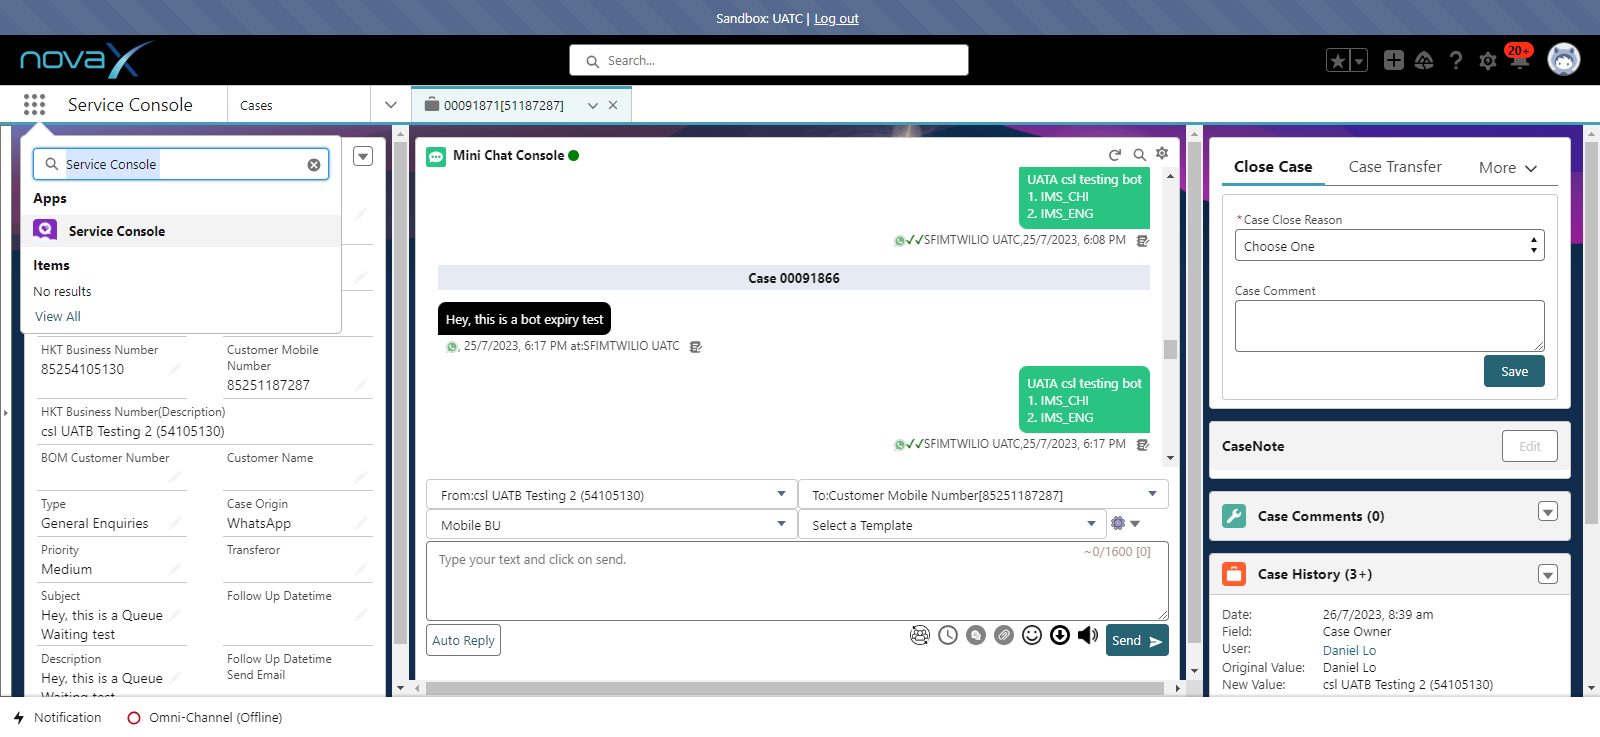 Sandbox: UATC | Log out
novaX
Search...
20+
Service Console
Cases
00091871[51187287]
Service Console
Apps
Service Console
Items
No results
View All
HKT Business Number
85254105130
Customer Mobile
Number
85251187287
HKT Business Number(Description)
csl UATB Testing 2 (54105130)
BOM Customer Number
Customer Name
Type
General Enquiries
Case Origin
WhatsApp
Priority
Medium
Transferor
Subject
Hey, this is a Queue
Waiting test
Follow Up Datetime
Description
Hey, this is a Queue
Waiting test
Follow Up Datetime
Send Email
Mini Chat Console
UATA csl testing bot
1. IMS_CHI
2. IMS_ENG
SFIMTWILIO UATC,25/7/2023, 6:08 PM
Case 00091866
Hey, this is a bot expiry test
, 25/7/2023, 6:17 PM at:SFIMTWILIO UATC
UATA csl testing bot
1. IMS_CHI
2. IMS_ENG
SFIMTWILIO UATC,25/7/2023, 6:17 PM
From:csl UATB Testing 2 (54105130)
To:Customer Mobile Number[85251187287]
Mobile BU
Select a Template
Type your text and click on send.
~0/1600 [0]
Auto Reply
Send
Close Case
Case Transfer
More
*Case Close Reason
Choose One
Case Comment
Save
CaseNote
Edit
Case Comments (0)
Case History (3+)
Date:
26/7/2023, 8:39 am
Field:
Case Owner
User:
Daniel Lo
Original Value:
Daniel Lo
New Value:
csl UATB Testing 2 (54105130)
Notification
Omni-Channel (Offline)